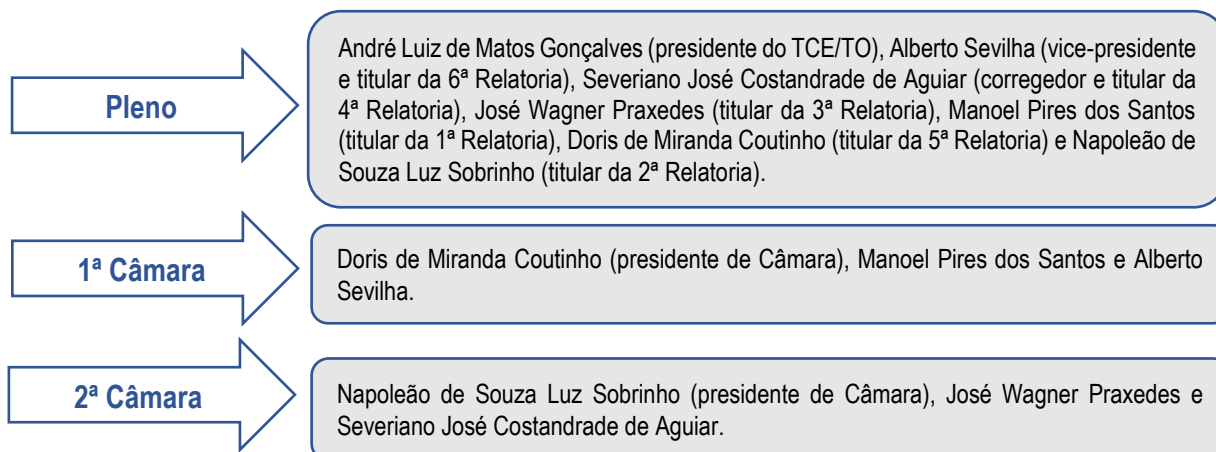 Pleno
André Luiz de Matos Gonçalves (presidente do TCE/TO), Alberto Sevilha (vice-presidente
e titular da 6ª Relatoria), Severiano José Costandrade de Aguiar (corregedor e titular da
4ª Relatoria), José Wagner Praxedes (titular da 3ª Relatoria), Manoel Pires dos Santos
(titular da 1ª Relatoria), Doris de Miranda Coutinho (titular da 5ª Relatoria) e Napoleão de
Souza Luz Sobrinho (titular da 2ª Relatoria).
1ª Câmara
Doris de Miranda Coutinho (presidente de Câmara), Manoel Pires dos Santos e Alberto
Sevilha.
2ª Câmara
Napoleão de Souza Luz Sobrinho (presidente de Câmara), José Wagner Praxedes e
Severiano José Costandrade de Aguiar.